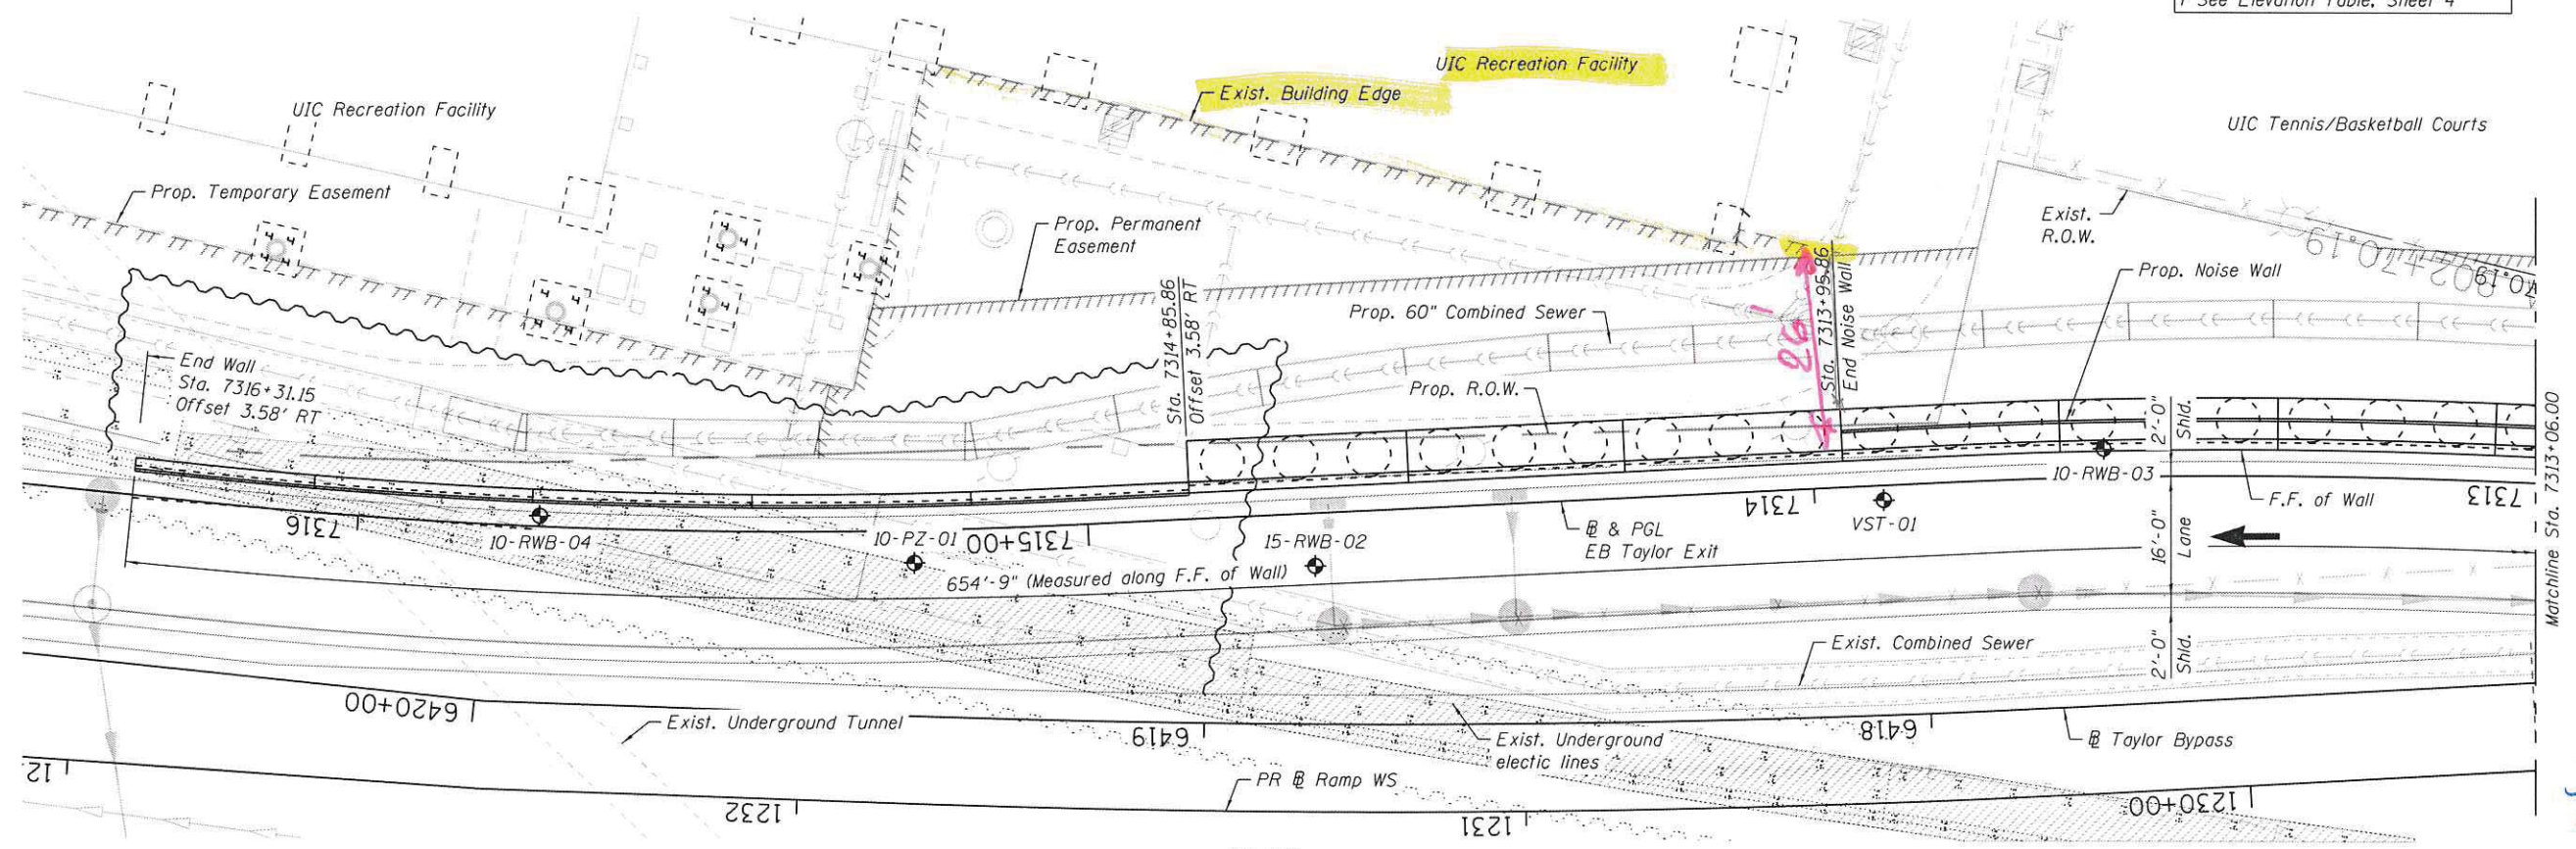 F See Elevation Table, Sheet 4
UIC Recreation Facility
Exist. Building Edge
UIC Recreation Facility
UIC Tennis/Basketball Courts
Prop. Temporary Easement
Prop. Permanent
Easement
Exist.
R.O.W.
Prop. Noise Wall
Sta. 7314+85.86
Offset 3.58' RT
Prop. 60" Combined Sewer
26'
Sta. 7313+95.86
End Noise Wall
End Wall
Sta. 7316+31.15
Offset 3.58' RT
Prop. R.O.W.
2'-0"
Shld.
10-RWB-03
F.F. of Wall
7313
Matchline Sta. 7313+06.00
7316
10-RWB-04
10-PZ-01
7315+00
15-RWB-02
7314
VST-01
℄ & PGL
EB Taylor Exit
16'-0"
Lane
654'-9" (Measured along F.F. of Wall)
Exist. Combined Sewer
2'-0"
Shld.
6420+00
Exist. Underground Tunnel
6419
Exist. Underground
electic lines
6418
℄ Taylor Bypass
12
PR ℄ Ramp WS
1232
1231
1230+00